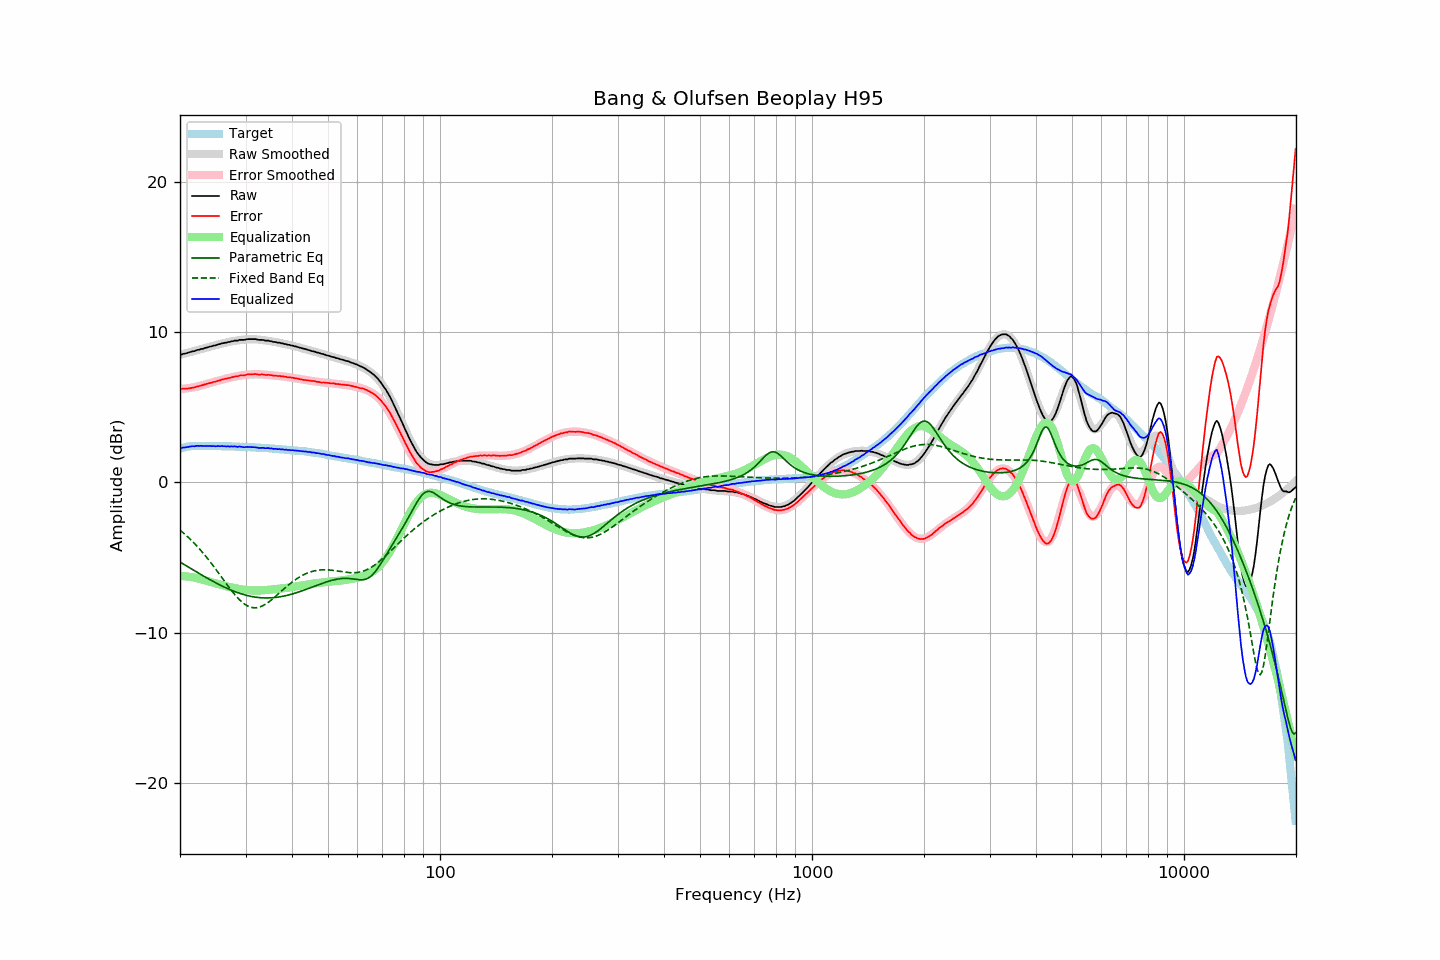 Bang & Olufsen Beoplay H95
Target
Raw Smoothed
Error Smoothed
Raw
Error
Equalization
Parametric Eq
Fixed Band Eq
Equalized
20
10
0
−10
−20
Amplitude (dBr)
100
1000
10000
Frequency (Hz)